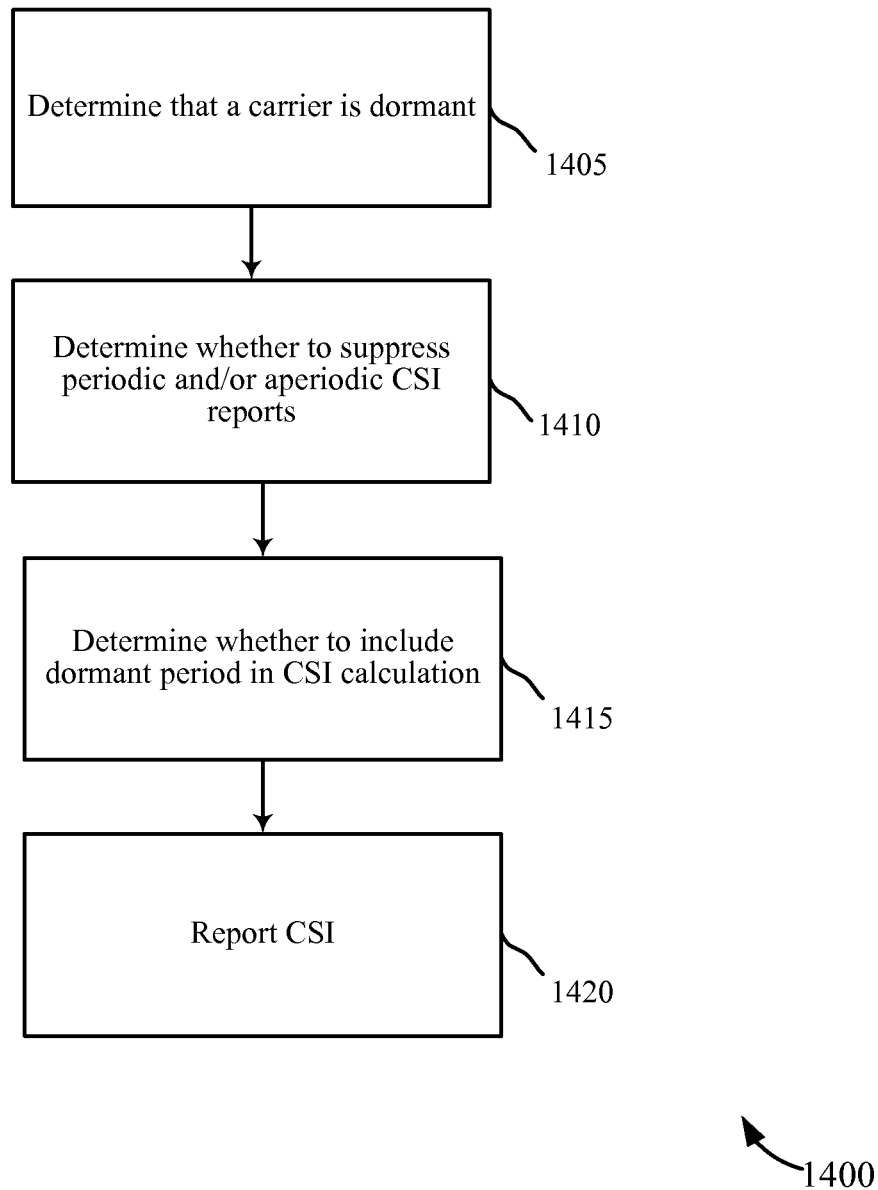 Determine that a carrier is dormant
1405
Determine whether to suppress
periodic and/or aperiodic CSI
reports
1410
Determine whether to include
dormant period in CSI calculation
1415
Report CSI
1420
1400